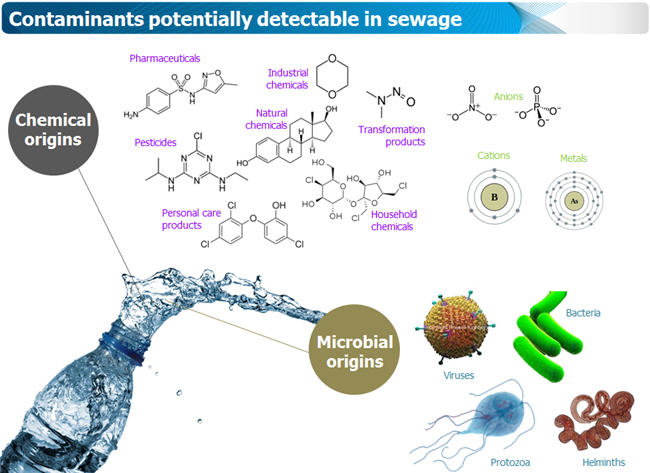 Contaminants potentially detectable in sewage
Pharmaceuticals
Industrial
chemicals
Natural
chemicals
Transformation
products
Anions
Chemical
origins
Pesticides
Cations
Metals
Personal care
products
Household
chemicals
B
As
Microbial
origins
Viruses
Bacteria
Protozoa
Helminths